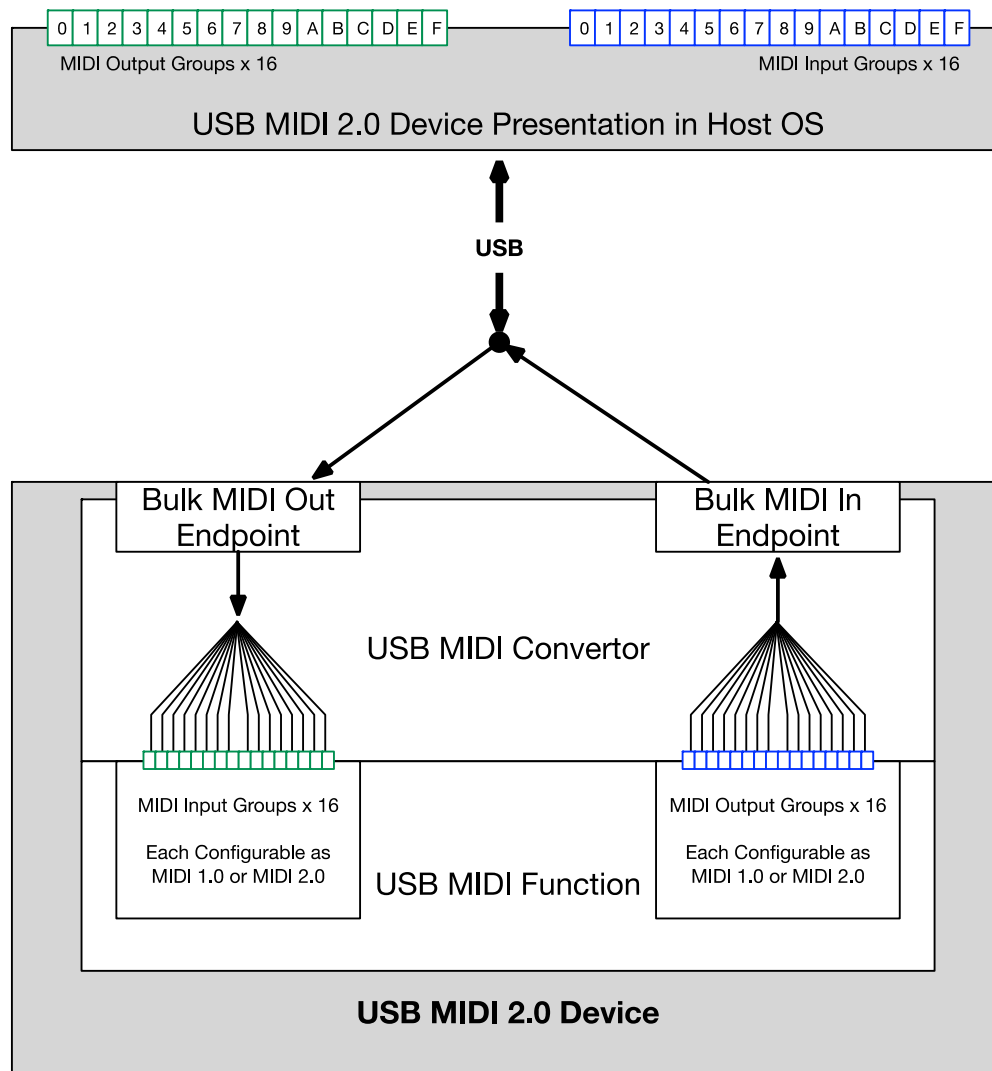 0 1 2 3 4 5 6 7 8 9 A B C D E F
0 1 2 3 4 5 6 7 8 9 A B C D E F
MIDI Output Groups x 16
MIDI Input Groups x 16
USB MIDI 2.0 Device Presentation in Host OS
USB
Bulk MIDI Out
Endpoint
Bulk MIDI In
Endpoint
USB MIDI Convertor
MIDI Input Groups x 16
Each Configurable as
MIDI 1.0 or MIDI 2.0
MIDI Output Groups x 16
Each Configurable as
MIDI 1.0 or MIDI 2.0
USB MIDI Function
USB MIDI 2.0 Device